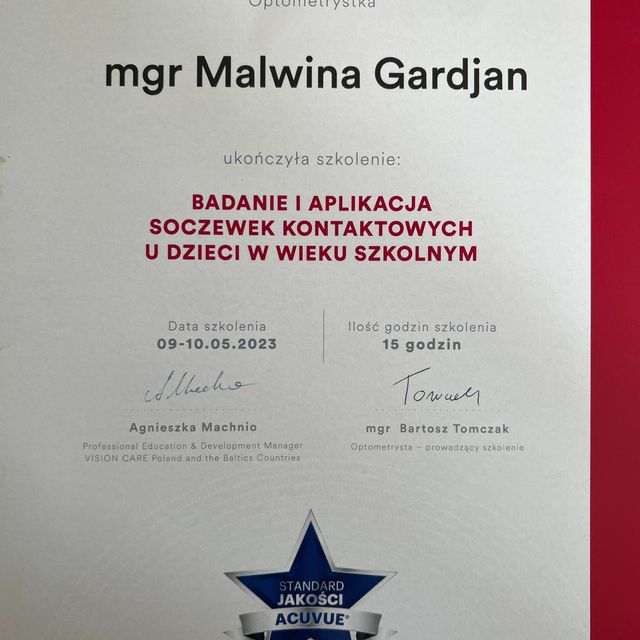 Optometrystka
mgr Malwina Gardjan
ukończyła szkolenie:
BADANIE I APLIKACJA
SOCZEWEK KONTAKTOWYCH
U DZIECI W WIEKU SZKOLNYM
Data szkolenia
09-10.05.2023
Ilość godzin szkolenia
15 godzin
Agnieszka Machnio
Professional Education & Development Manager
VISION CARE Poland and the Baltics Countries
Tomczak
mgr Bartosz Tomczak
Optometrysta – prowadzący szkolenie
STANDARD
JAKOŚCI
ACUVUE®